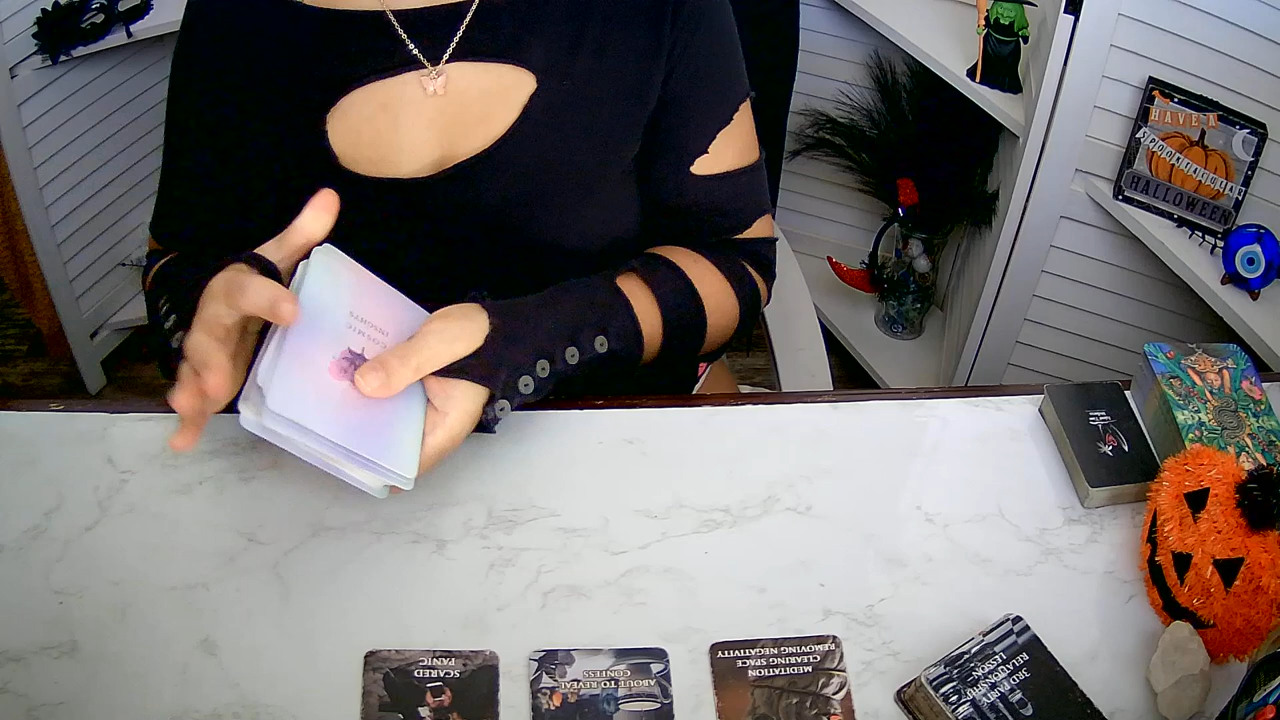 HAVE A
SPOOKTACULAR
HALLOWEEN
COSMIC
INSIGHTS
SCARED
PANIC
ABOUT TO REVEAL
CONFESS
MEDITATION
CLEARING SPACE
REMOVING NEGATIVITY
3RD PARTY
RELATIONSHIP
LESSON